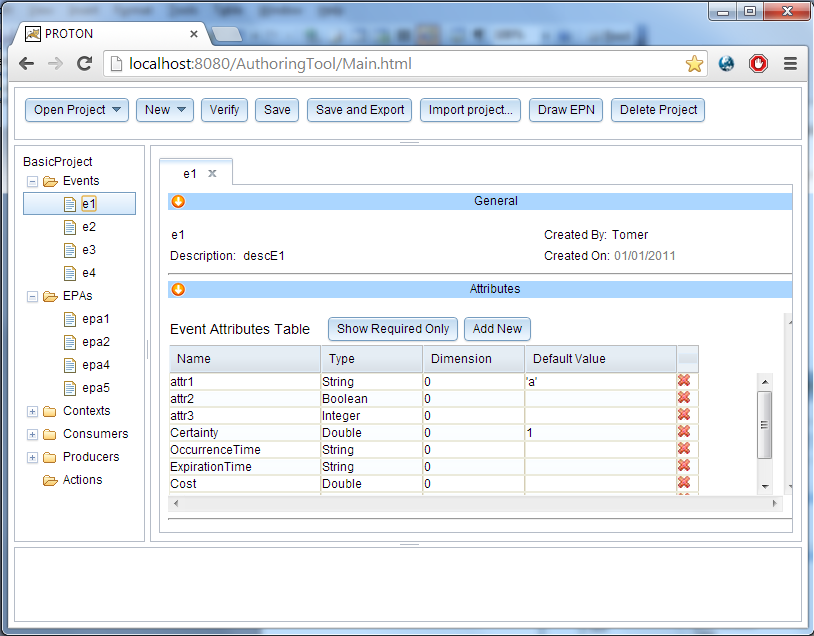 PROTON
localhost:8080/AuthoringTool/Main.html
Open Project New Verify Save Save and Export Import project... Draw EPN Delete Project
BasicProject
Events
e1
e2
e3
e4
EPAs
epa1
epa2
epa4
epa5
Contexts
Consumers
Producers
Actions
e1
General
e1 Created By: Tomer
Description: descE1 Created On: 01/01/2011
Attributes
Event Attributes Table Show Required Only Add New
Name Type Dimension Default Value
attr1 String 0 'a'
attr2 Boolean 0
attr3 Integer 0
Certainty Double 0 1
OccurrenceTime String 0
ExpirationTime String 0
Cost Double 0